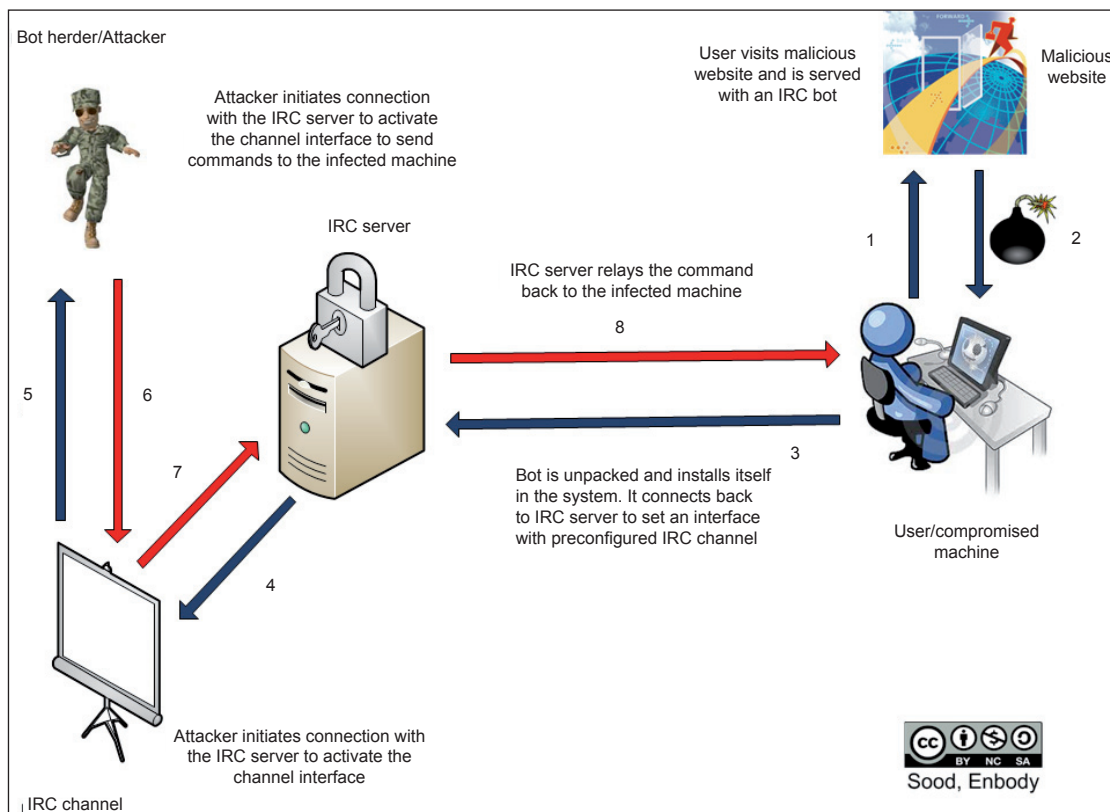 Bot herder/Attacker
Attacker initiates connection
with the IRC server to activate
the channel interface to send
commands to the infected machine
User visits malicious
website and is served
with an IRC bot
FORWARD
BACK
Malicious
website
1
2
IRC server
IRC server relays the command
back to the infected machine
8
5
6
7
3
Bot is unpacked and installs itself
in the system. It connects back
to IRC server to set an interface
with preconfigured IRC channel
User/compromised
machine
4
Attacker initiates connection with
the IRC server to activate the
channel interface
IRC channel
cc
BY NC SA
Sood, Enbody